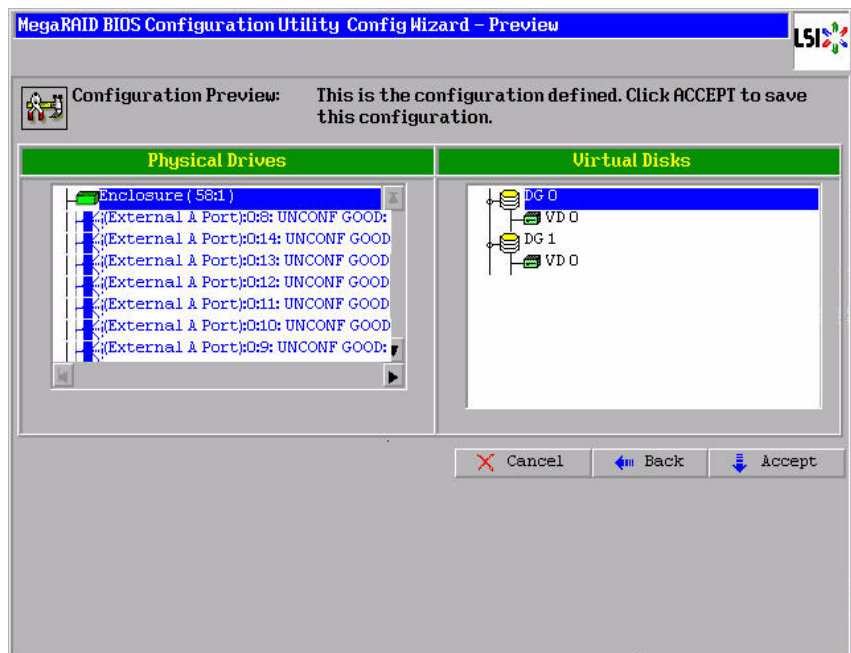 MegaRAID BIOS Configuration Utility Config Wizard - Preview
LSI
Configuration Preview:
This is the configuration defined. Click ACCEPT to save
this configuration.
Physical Drives
Enclosure ( 58:1 )
(External A Port):0:8: UNCONF GOOD:
(External A Port):0:14: UNCONF GOOD
(External A Port):0:13: UNCONF GOOD
(External A Port):0:12: UNCONF GOOD
(External A Port):0:11: UNCONF GOOD
(External A Port):0:10: UNCONF GOOD
(External A Port):0:9: UNCONF GOOD:
Virtual Disks
DG 0
VD 0
DG 1
VD 0
Cancel
Back
Accept